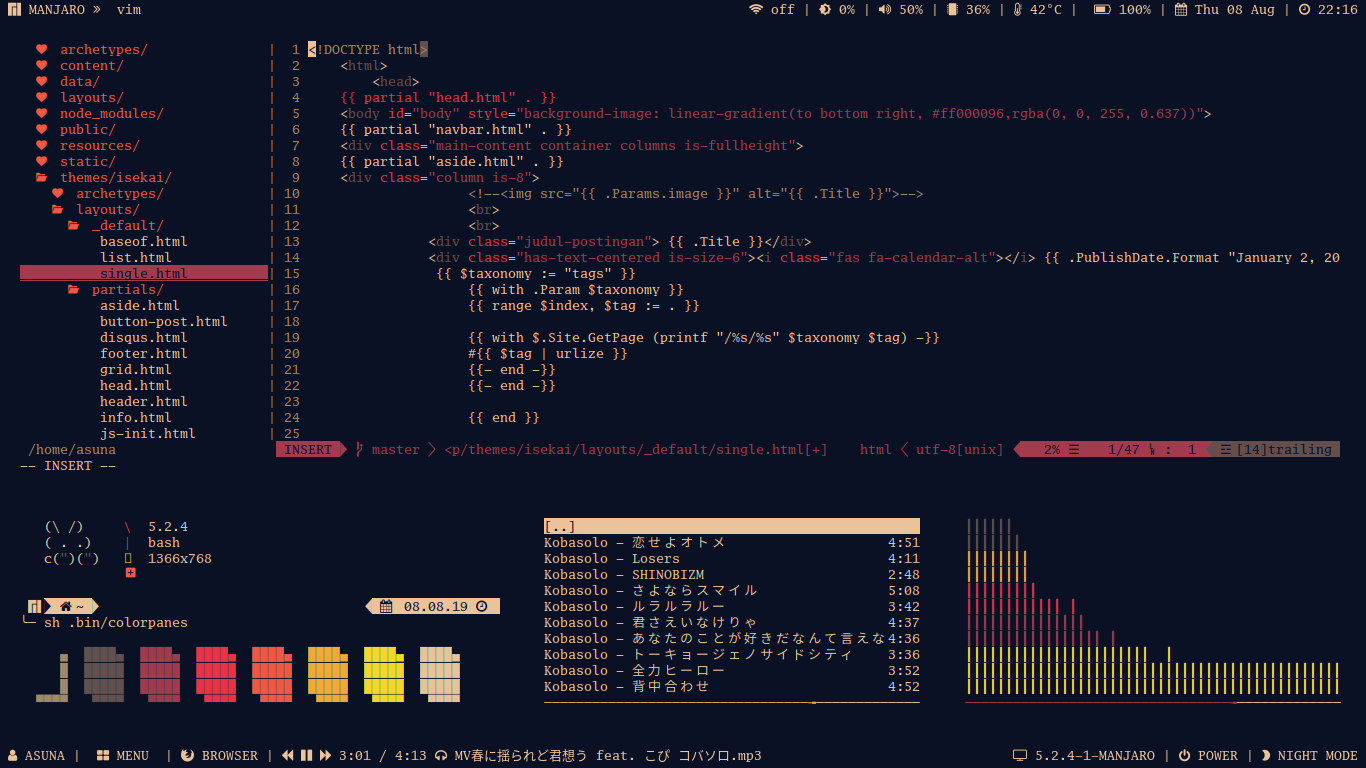 MANJARO » vim off | 0% | 50% | 36% | 42°C | 100% | Thu 08 Aug | 22:16
archetypes/ | 1 <!DOCTYPE html>
content/ | 2 <html>
data/ | 3 <head>
layouts/ | 4 {{ partial "head.html" . }}
node_modules/ | 5 <body id="body" style="background-image: linear-gradient(to bottom right, #ff000096,rgba(0, 0, 255, 0.637))">
public/ | 6 {{ partial "navbar.html" . }}
resources/ | 7 <div class="main-content container columns is-fullheight">
static/ | 8 {{ partial "aside.html" . }}
themes/isekai/ | 9 <div class="column is-8">
archetypes/ | 10 <!--<img src="{{ .Params.image }}" alt="{{ .Title }}">-->
layouts/ | 11 <br>
_default/ | 12 <br>
baseof.html | 13 <div class="judul-postingan"> {{ .Title }}</div>
list.html | 14 <div class="has-text-centered is-size-6"><i class="fas fa-calendar-alt"></i> {{ .PublishDate.Format "January 2, 20
single.html | 15 {{ $taxonomy := "tags" }}
partials/ | 16 {{ with .Param $taxonomy }}
aside.html | 17 {{ range $index, $tag := . }}
button-post.html | 18
disqus.html | 19 {{ with $.Site.GetPage (printf "/%s/%s" $taxonomy $tag) -}}
footer.html | 20 #{{ $tag | urlize }}
grid.html | 21 {{- end -}}
head.html | 22 {{- end -}}
header.html | 23
info.html | 24 {{ end }}
js-init.html | 25
/home/asuna INSERT master <p/themes/isekai/layouts/_default/single.html[+] html utf-8[unix] 2% ☰ 1/47 : 1 ☲ [14]trailing
-- INSERT --
(\ /) \ 5.2.4
( . .) | bash
c(")(") 1366x768
~ 08.08.19
sh .bin/colorpanes
[..]
Kobasolo - 恋せよオトメ 4:51
Kobasolo - Losers 4:11
Kobasolo - SHINOBIZM 2:48
Kobasolo - さよならスマイル 5:08
Kobasolo - ルラルラルルー 3:42
Kobasolo - 君さえいなけりゃ 4:37
Kobasolo - あなたのことが好きだなんて言えな 4:36
Kobasolo - トーキョージェノサイドシティ 3:36
Kobasolo - 全力ヒーロー 3:52
Kobasolo - 背中合わせ 4:52
ASUNA | MENU | BROWSER | 3:01 / 4:13 MV春に揺られど君想う feat. こぴ コバソロ.mp3 5.2.4-1-MANJARO | POWER | NIGHT MODE